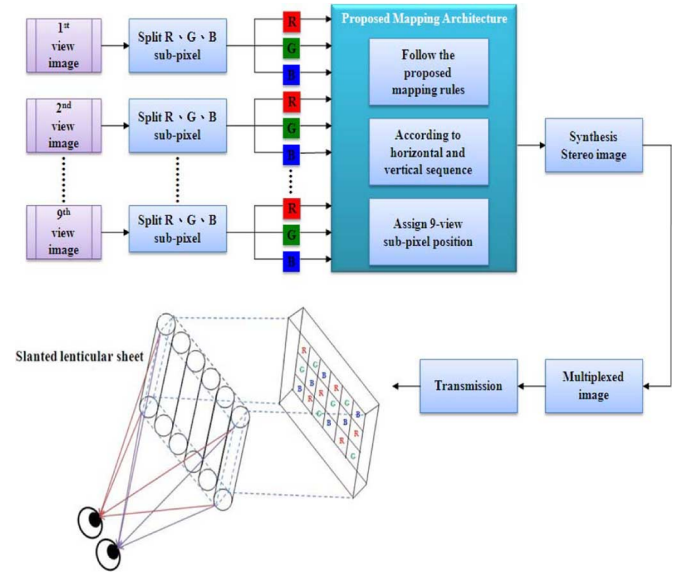 1st
view
image
Split R、G、B
sub-pixel
R
G
B
2nd
view
image
Split R、G、B
sub-pixel
R
G
B
9th
view
image
Split R、G、B
sub-pixel
R
G
B
Proposed Mapping Architecture
Follow the
proposed
mapping rules
According to
horizontal and
vertical sequence
Assign 9-view
sub-pixel position
Synthesis
Stereo image
Multiplexed
image
Transmission
Slanted lenticular sheet
R
G G
B B R
R R G
G G B
B B R
R G